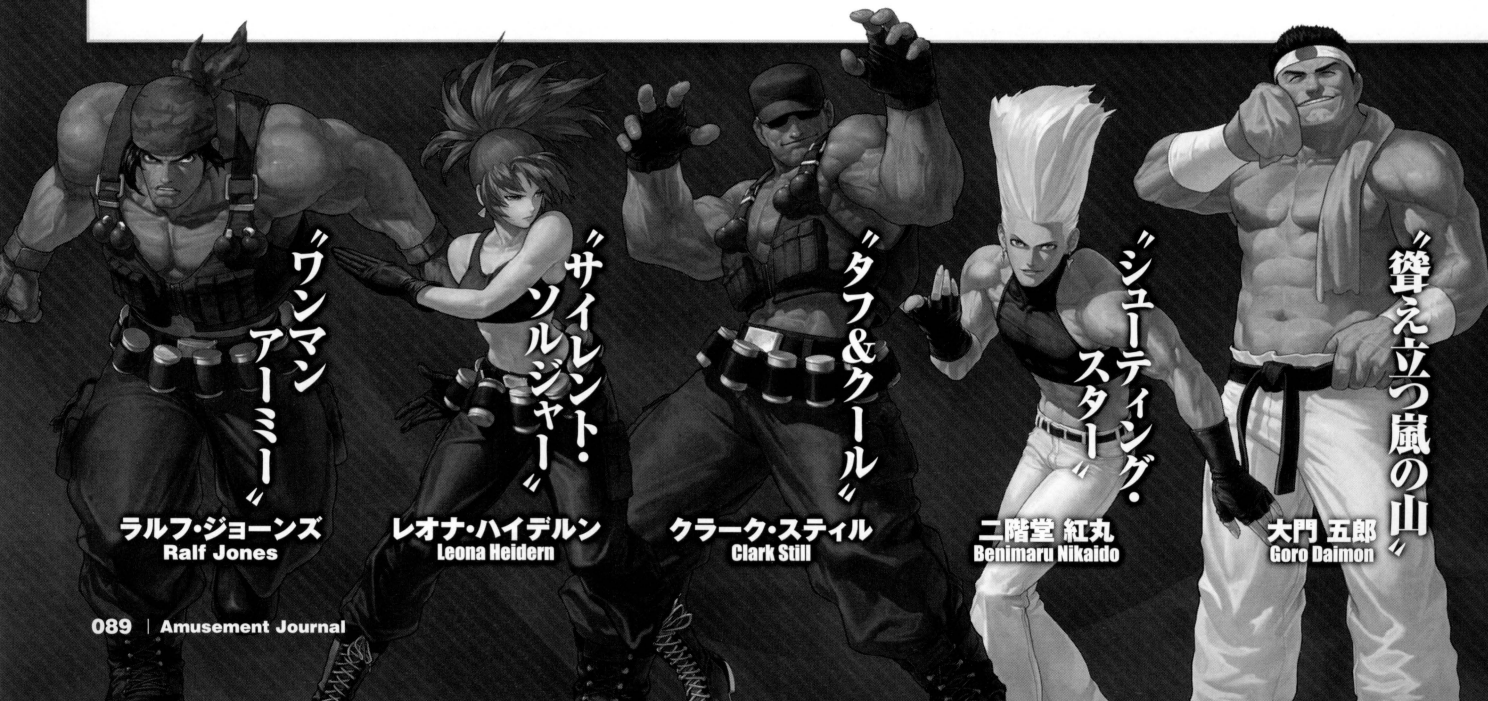 〝ワンマン
アーミー〟
ラルフ・ジョーンズ
Ralf Jones
〝サイレント・
ソルジャー〟
レオナ・ハイデルン
Leona Heidern
〝タフ&クール〟
クラーク・スティル
Clark Still
〝シューティング・
スター〟
二階堂 紅丸
Benimaru Nikaido
〝聳え立つ嵐の山〟
大門 五郎
Goro Daimon
089 | Amusement Journal